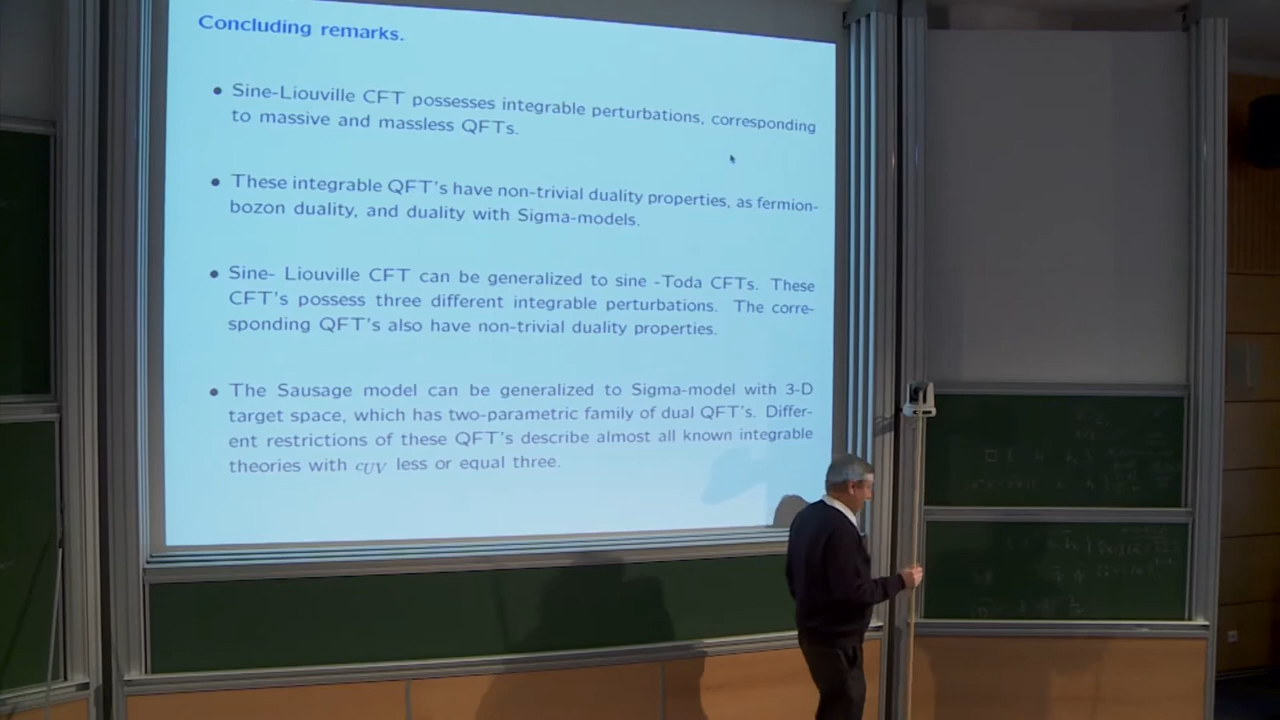 Concluding remarks.
• Sine-Liouville CFT possesses integrable perturbations, corresponding
to massive and massless QFTs.
• These integrable QFT's have non-trivial duality properties, as fermion-
bozon duality, and duality with Sigma-models.
• Sine- Liouville CFT can be generalized to sine -Toda CFTs. These
CFT's possess three different integrable perturbations. The corre-
sponding QFT's also have non-trivial duality properties.
• The Sausage model can be generalized to Sigma-model with 3-D
target space, which has two-parametric family of dual QFT's. Differ-
ent restrictions of these QFT's describe almost all known integrable
theories with cUV less or equal three.